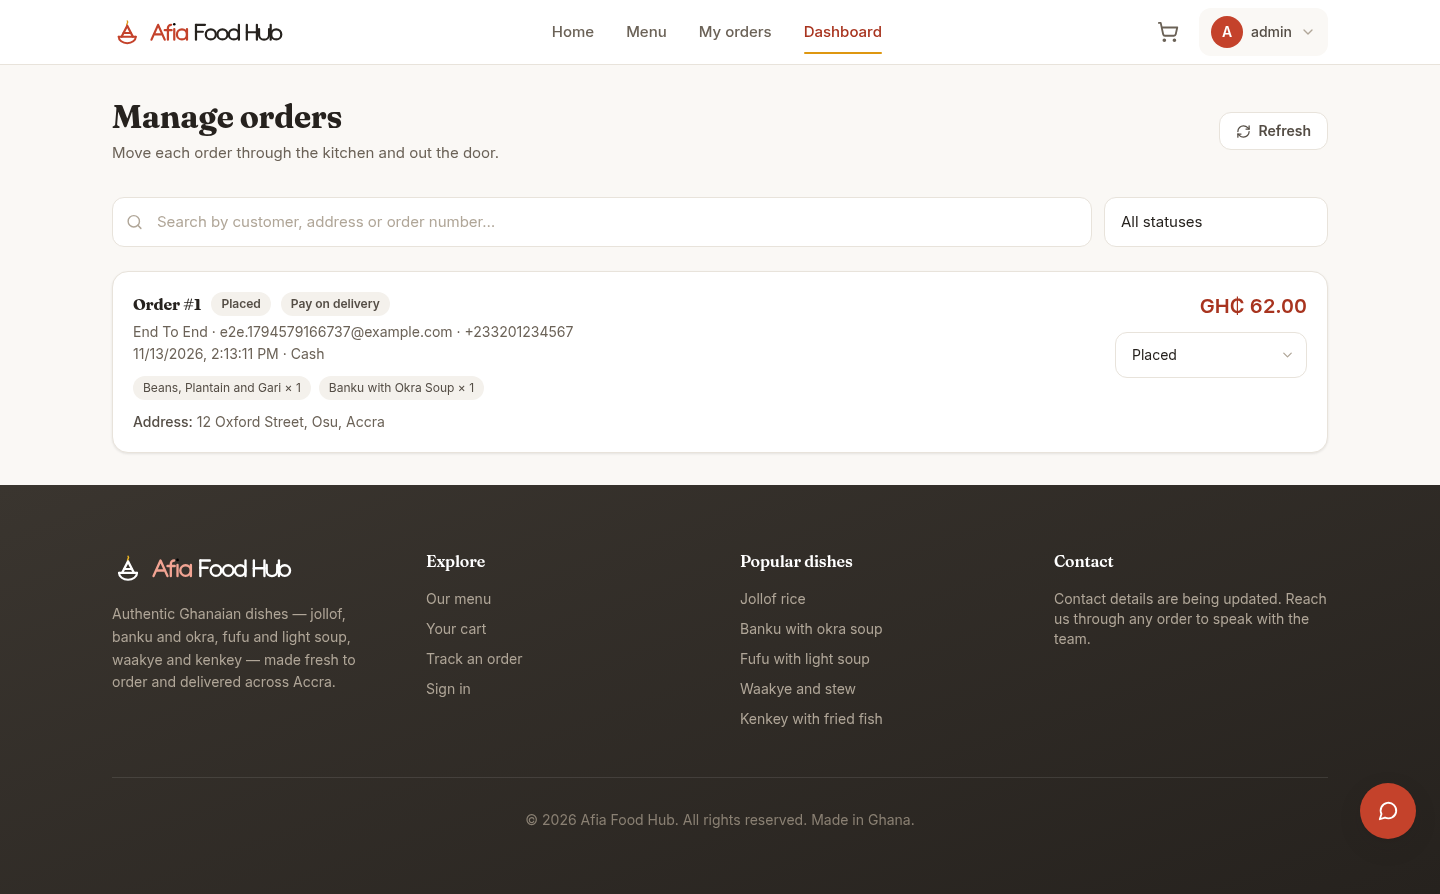 Afia Food Hub
Home
Menu
My orders
Dashboard
A
admin
Manage orders
Move each order through the kitchen and out the door.
Refresh
Search by customer, address or order number...
All statuses
Order #1
Placed
Pay on delivery
GH₵ 62.00
End To End · e2e.1794579166737@example.com · +233201234567
11/13/2026, 2:13:11 PM · Cash
Placed
Beans, Plantain and Gari × 1
Banku with Okra Soup × 1
Address: 12 Oxford Street, Osu, Accra
Afia Food Hub
Authentic Ghanaian dishes — jollof,
banku and okra, fufu and light soup,
waakye and kenkey — made fresh to
order and delivered across Accra.
Explore
Our menu
Your cart
Track an order
Sign in
Popular dishes
Jollof rice
Banku with okra soup
Fufu with light soup
Waakye and stew
Kenkey with fried fish
Contact
Contact details are being updated. Reach
us through any order to speak with the
team.
© 2026 Afia Food Hub. All rights reserved. Made in Ghana.